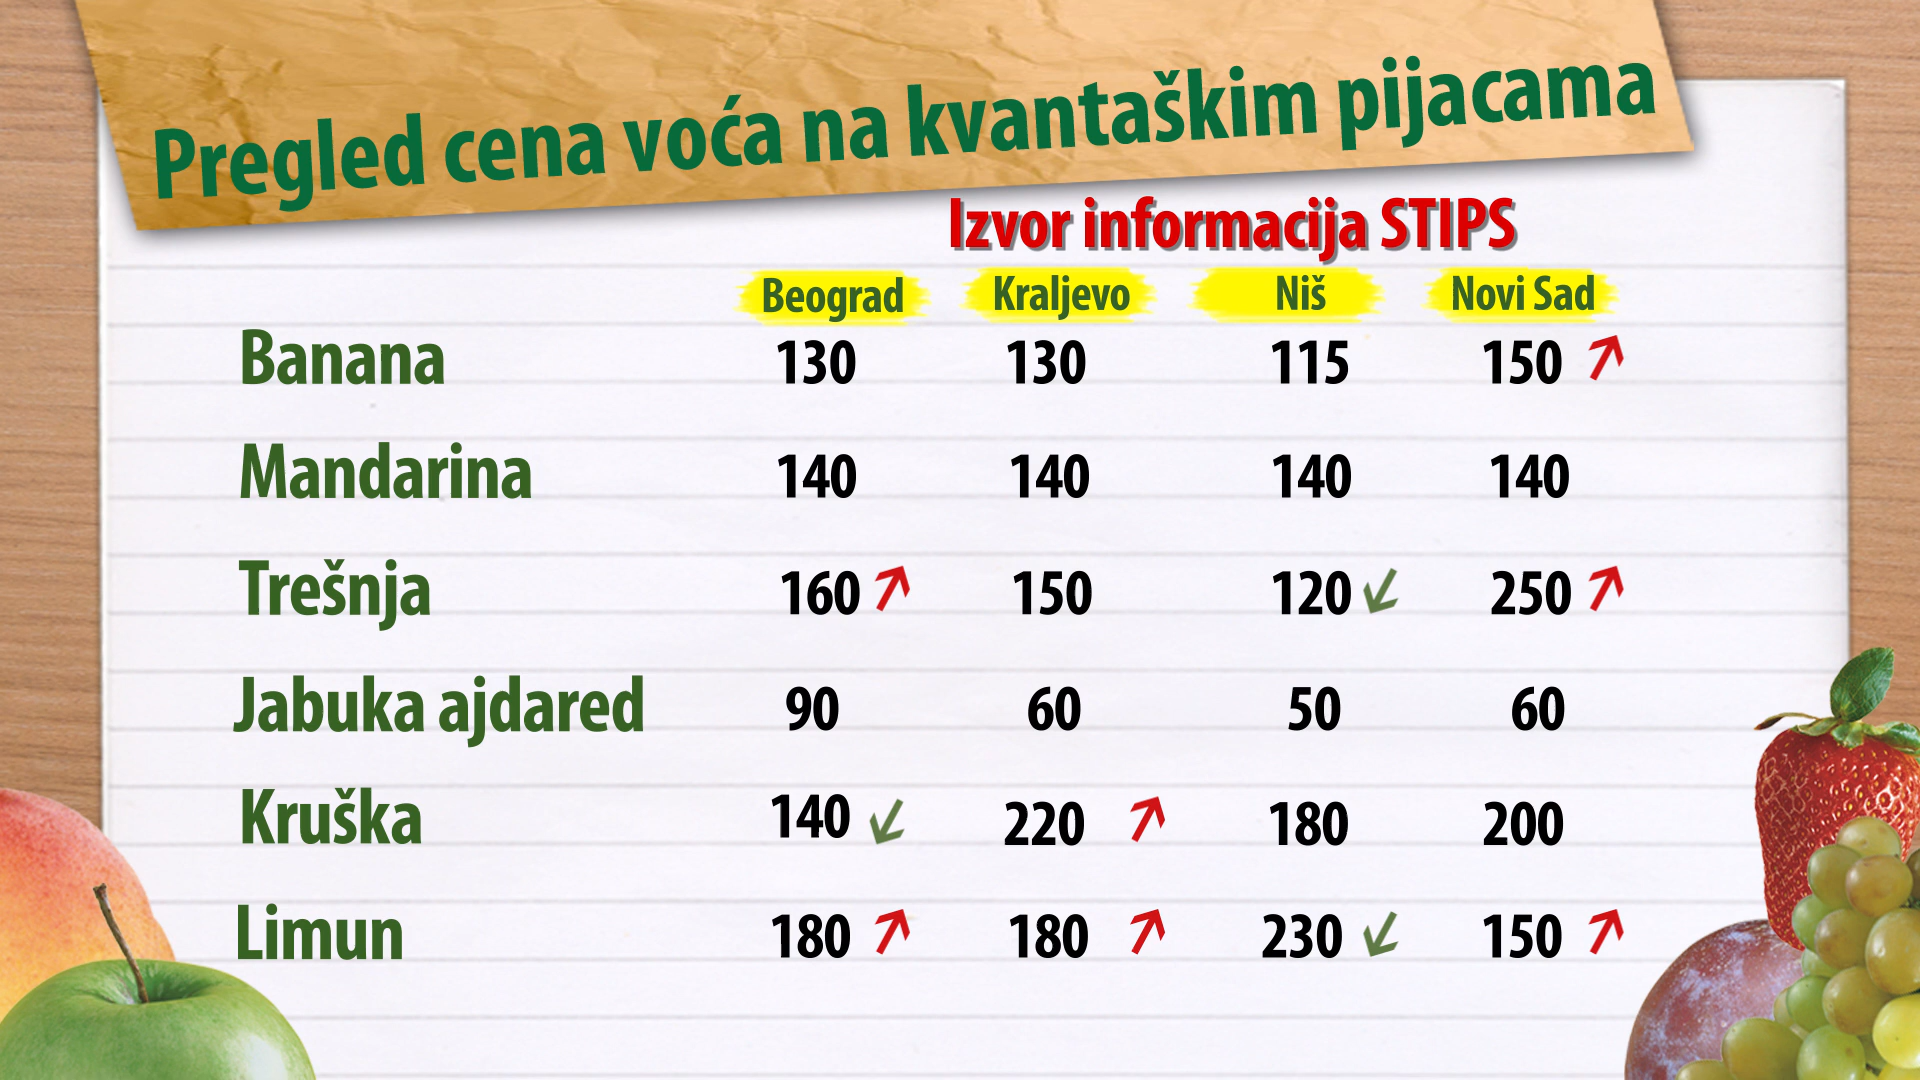 Pregled cena voća na kvantaškim pijacama
Izvor informacija STIPS
Beograd Kraljevo Niš Novi Sad
Banana 130 130 115 150
Mandarina 140 140 140 140
Trešnja 160 150 120 250
Jabuka ajdared 90 60 50 60
Kruška 140 220 180 200
Limun 180 180 230 150